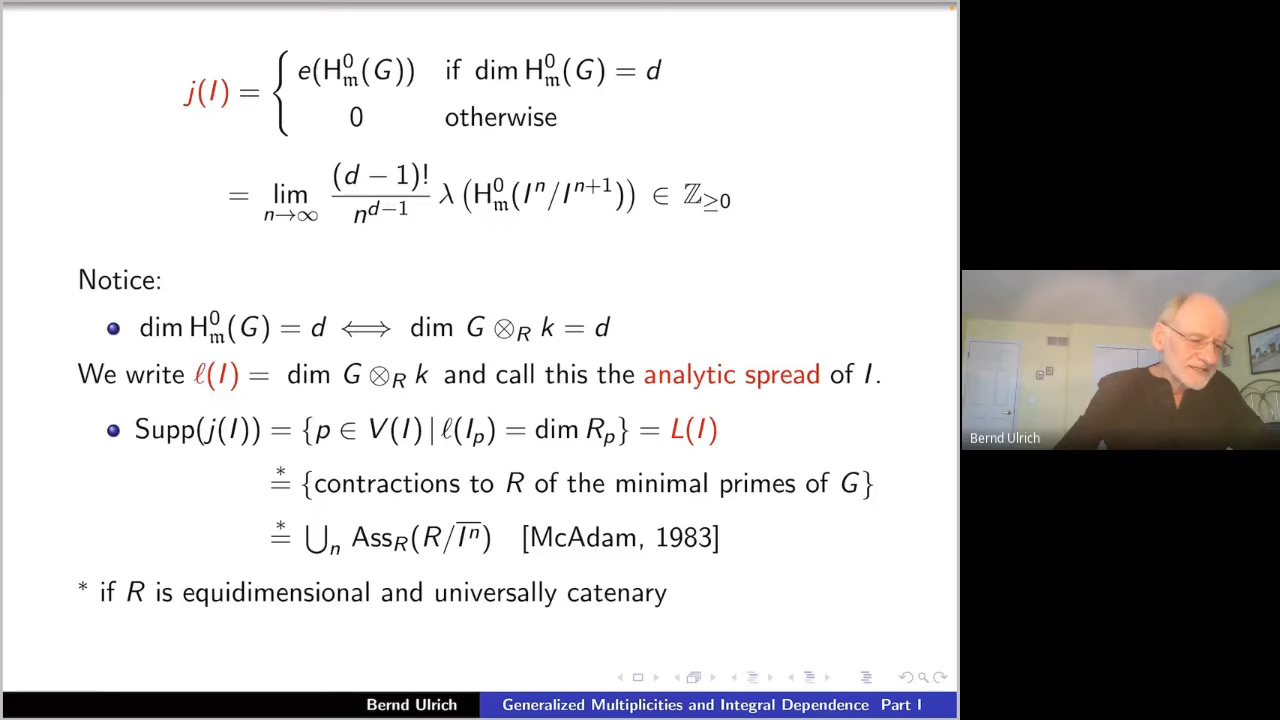 j(I) = { e(H⁰_𝔪(G)) if dim H⁰_𝔪(G) = d
0 otherwise
= lim_{n→∞} (d − 1)!/n^{d−1} λ(H⁰_𝔪(Iⁿ/Iⁿ⁺¹)) ∈ ℤ_{≥0}
Notice:
• dim H⁰_𝔪(G) = d ⟺ dim G ⊗_R k = d
We write ℓ(I) = dim G ⊗_R k and call this the analytic spread of I.
• Supp(j(I)) = {p ∈ V(I) | ℓ(I_p) = dim R_p} = L(I)
=^* {contractions to R of the minimal primes of G}
=^* ⋃_n Ass_R(R/\overline{Iⁿ}) [McAdam, 1983]
* if R is equidimensional and universally catenary
Bernd Ulrich
Bernd Ulrich Generalized Multiplicities and Integral Dependence Part I